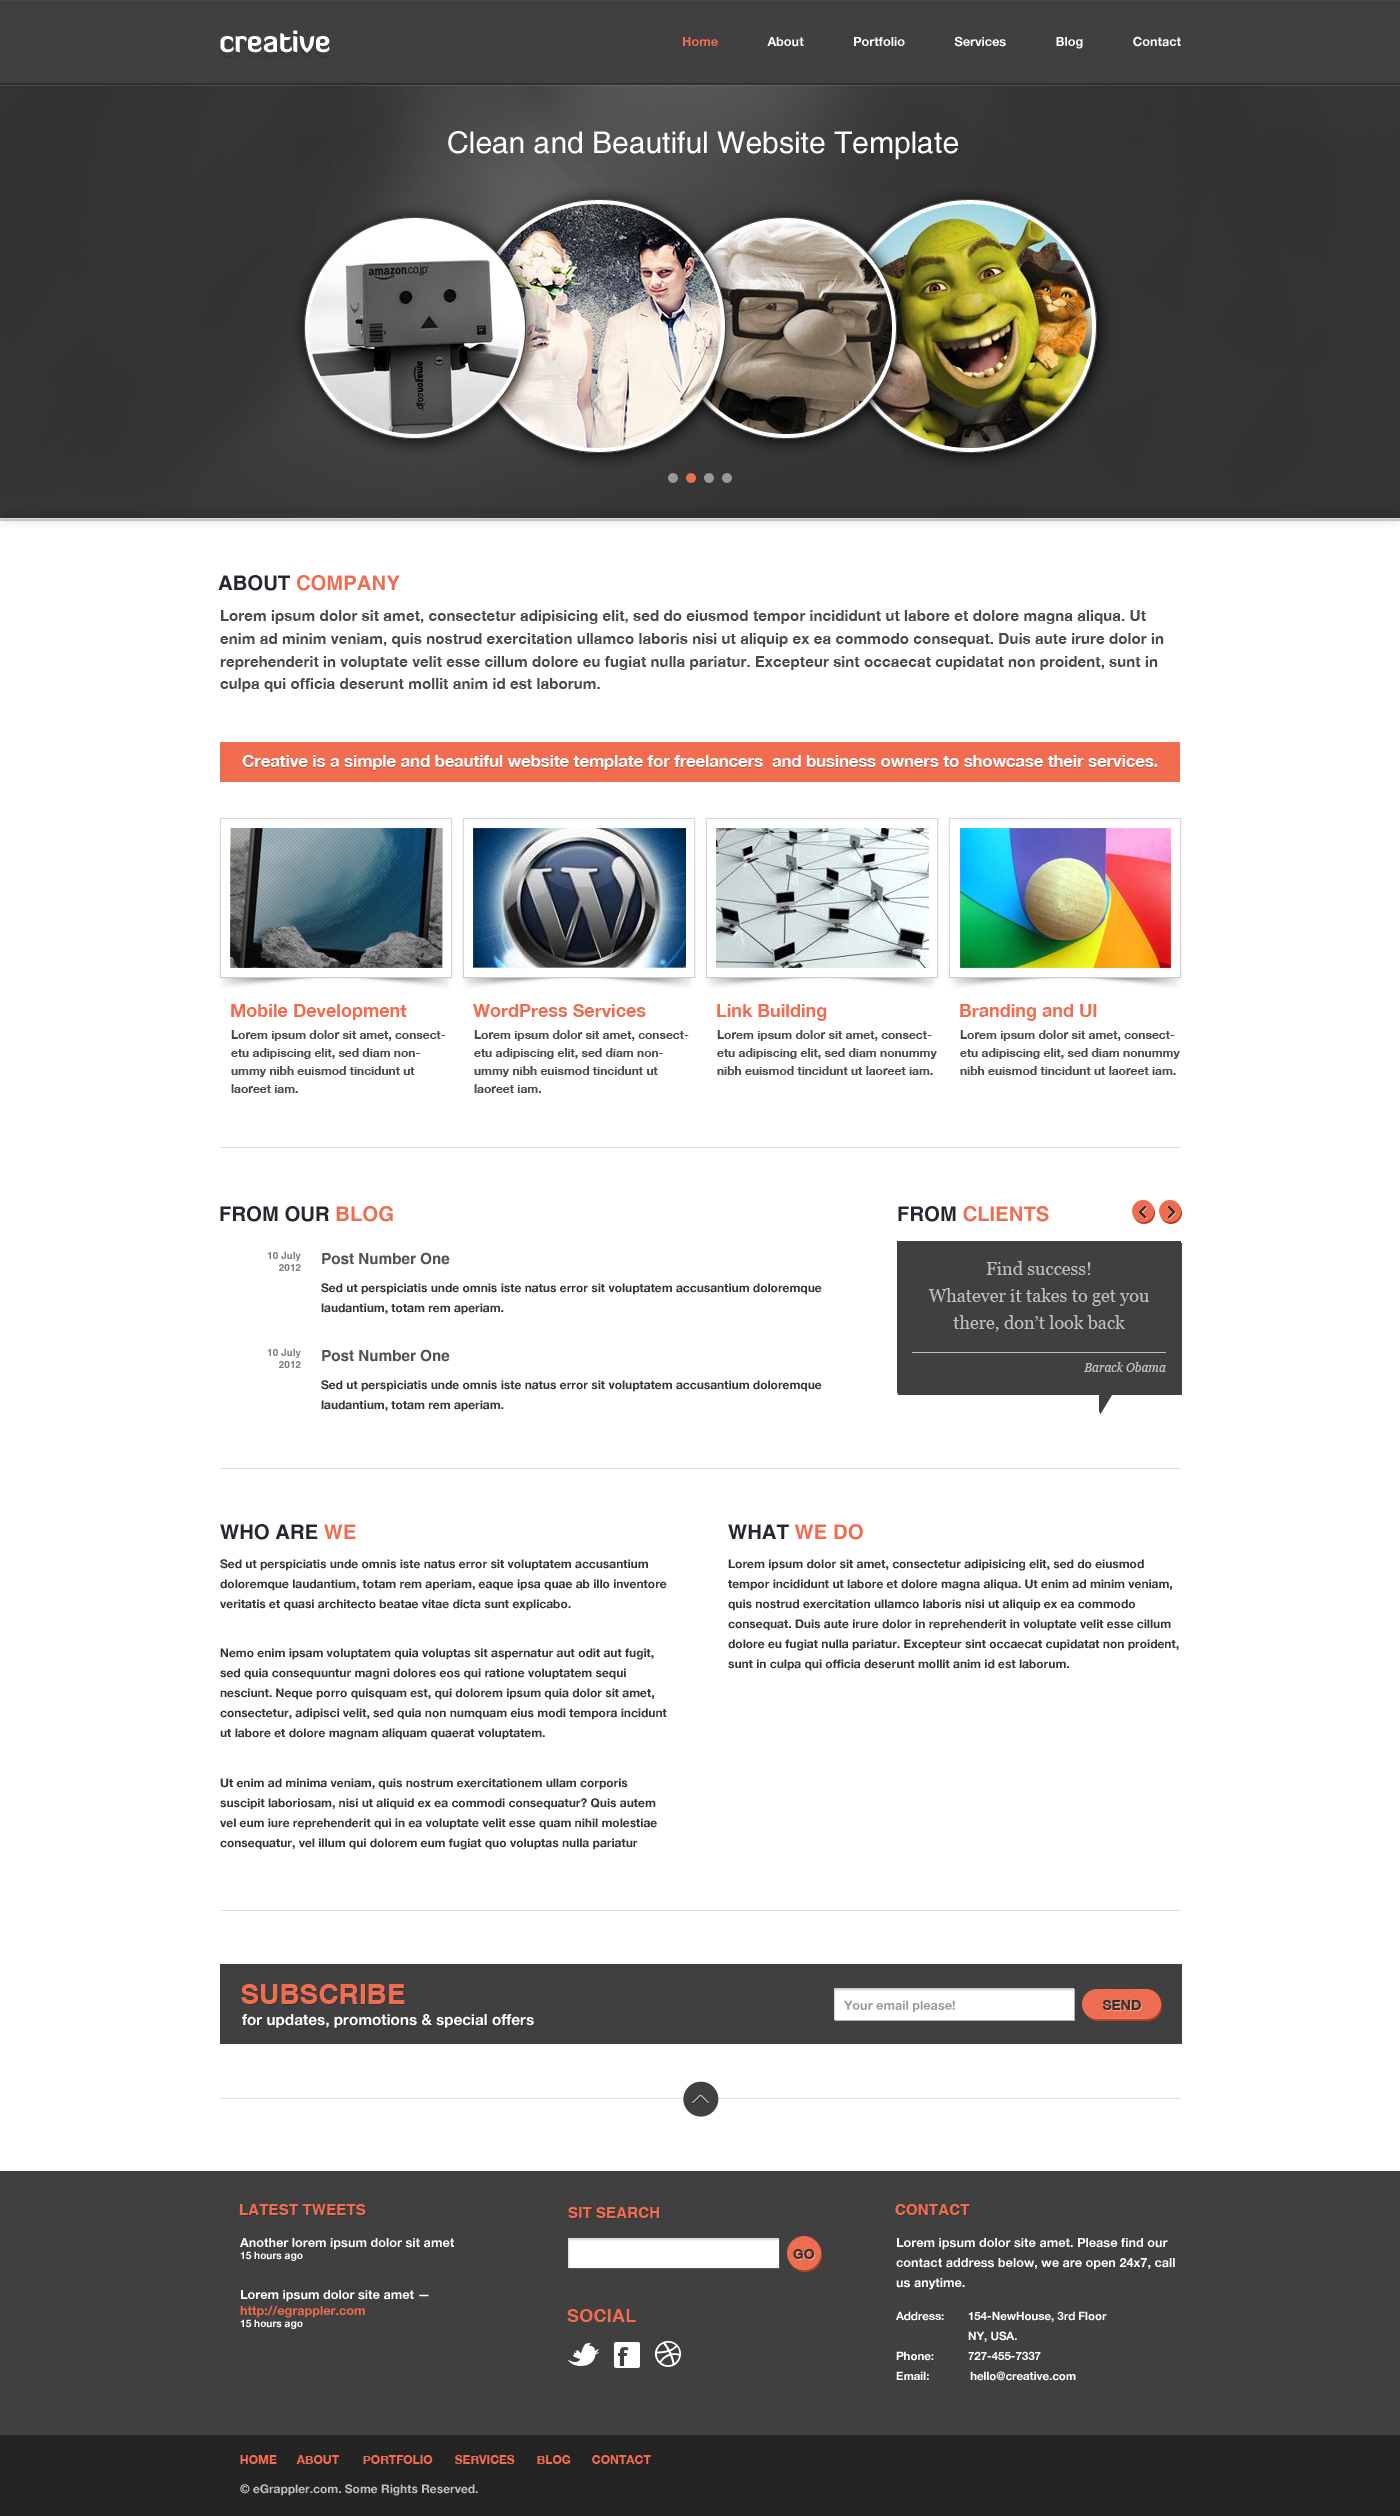 creative
Home About Portfolio Services Blog Contact
Clean and Beautiful Website Template
amazon.co.jp
amazon.co.jp
ABOUT COMPANY
Lorem ipsum dolor sit amet, consectetur adipisicing elit, sed do eiusmod tempor incididunt ut labore et dolore magna aliqua. Ut
enim ad minim veniam, quis nostrud exercitation ullamco laboris nisi ut aliquip ex ea commodo consequat. Duis aute irure dolor in
reprehenderit in voluptate velit esse cillum dolore eu fugiat nulla pariatur. Excepteur sint occaecat cupidatat non proident, sunt in
culpa qui officia deserunt mollit anim id est laborum.
Creative is a simple and beautiful website template for freelancers  and business owners to showcase their services.
Mobile Development
Lorem ipsum dolor sit amet, consect-
etu adipiscing elit, sed diam non-
ummy nibh euismod tincidunt ut
laoreet iam.
WordPress Services
Lorem ipsum dolor sit amet, consect-
etu adipiscing elit, sed diam non-
ummy nibh euismod tincidunt ut
laoreet iam.
Link Building
Lorem ipsum dolor sit amet, consect-
etu adipiscing elit, sed diam nonummy
nibh euismod tincidunt ut laoreet iam.
Branding and UI
Lorem ipsum dolor sit amet, consect-
etu adipiscing elit, sed diam nonummy
nibh euismod tincidunt ut laoreet iam.
FROM OUR BLOG
10 July
2012
Post Number One
Sed ut perspiciatis unde omnis iste natus error sit voluptatem accusantium doloremque
laudantium, totam rem aperiam.
10 July
2012
Post Number One
Sed ut perspiciatis unde omnis iste natus error sit voluptatem accusantium doloremque
laudantium, totam rem aperiam.
FROM CLIENTS
Find success!
Whatever it takes to get you
there, don't look back
Barack Obama
WHO ARE WE
Sed ut perspiciatis unde omnis iste natus error sit voluptatem accusantium
doloremque laudantium, totam rem aperiam, eaque ipsa quae ab illo inventore
veritatis et quasi architecto beatae vitae dicta sunt explicabo.
Nemo enim ipsam voluptatem quia voluptas sit aspernatur aut odit aut fugit,
sed quia consequuntur magni dolores eos qui ratione voluptatem sequi
nesciunt. Neque porro quisquam est, qui dolorem ipsum quia dolor sit amet,
consectetur, adipisci velit, sed quia non numquam eius modi tempora incidunt
ut labore et dolore magnam aliquam quaerat voluptatem.
Ut enim ad minima veniam, quis nostrum exercitationem ullam corporis
suscipit laboriosam, nisi ut aliquid ex ea commodi consequatur? Quis autem
vel eum iure reprehenderit qui in ea voluptate velit esse quam nihil molestiae
consequatur, vel illum qui dolorem eum fugiat quo voluptas nulla pariatur
WHAT WE DO
Lorem ipsum dolor sit amet, consectetur adipisicing elit, sed do eiusmod
tempor incididunt ut labore et dolore magna aliqua. Ut enim ad minim veniam,
quis nostrud exercitation ullamco laboris nisi ut aliquip ex ea commodo
consequat. Duis aute irure dolor in reprehenderit in voluptate velit esse cillum
dolore eu fugiat nulla pariatur. Excepteur sint occaecat cupidatat non proident,
sunt in culpa qui officia deserunt mollit anim id est laborum.
SUBSCRIBE
for updates, promotions & special offers
Your email please!
SEND
LATEST TWEETS
Another lorem ipsum dolor sit amet
15 hours ago
Lorem ipsum dolor site amet —
http://egrappler.com
15 hours ago
SIT SEARCH
GO
SOCIAL
CONTACT
Lorem ipsum dolor site amet. Please find our
contact address below, we are open 24x7, call
us anytime.
Address: 154-NewHouse, 3rd Floor
NY, USA.
Phone: 727-455-7337
Email: hello@creative.com
HOME ABOUT PORTFOLIO SERVICES BLOG CONTACT
© eGrappler.com. Some Rights Reserved.